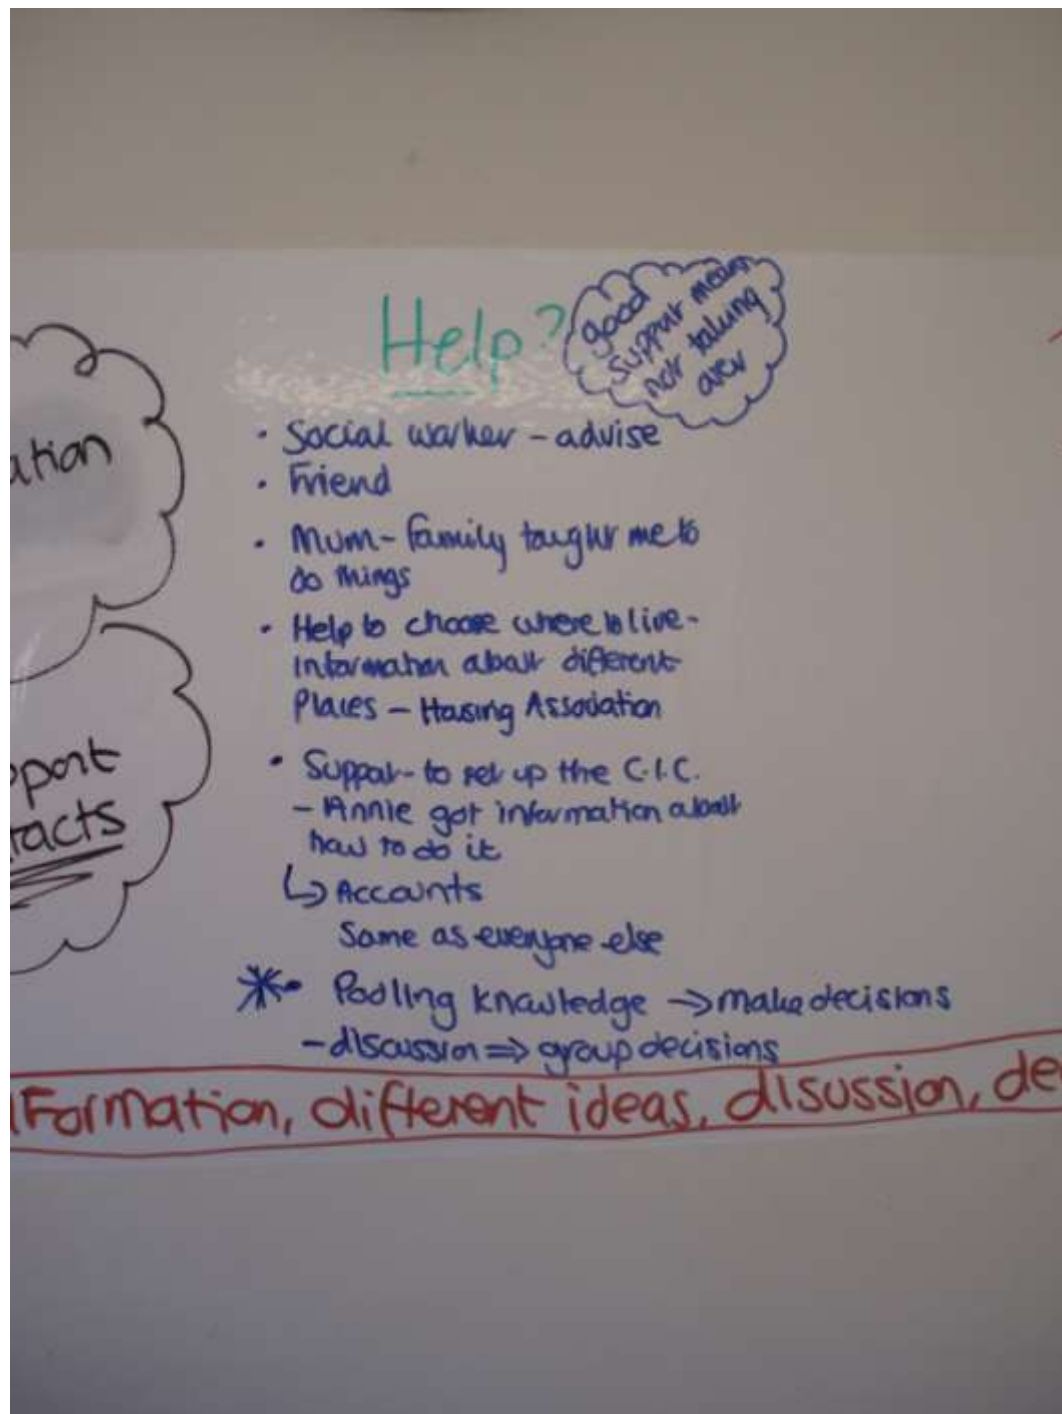 Help?
good
support means
not taking
over
ation
pport
tacts
• Social worker - advise
• Friend
• Mum - family taught me to
do things
• Help to choose where to live -
information about different
Places - Housing Association
• Support - to set up the C.I.C.
- Annie got information about
how to do it
↳ Accounts
Same as everyone else
* • Pooling knowledge → make decisions
- discussion ⇒ group decisions
Formation, different ideas, disussion, de